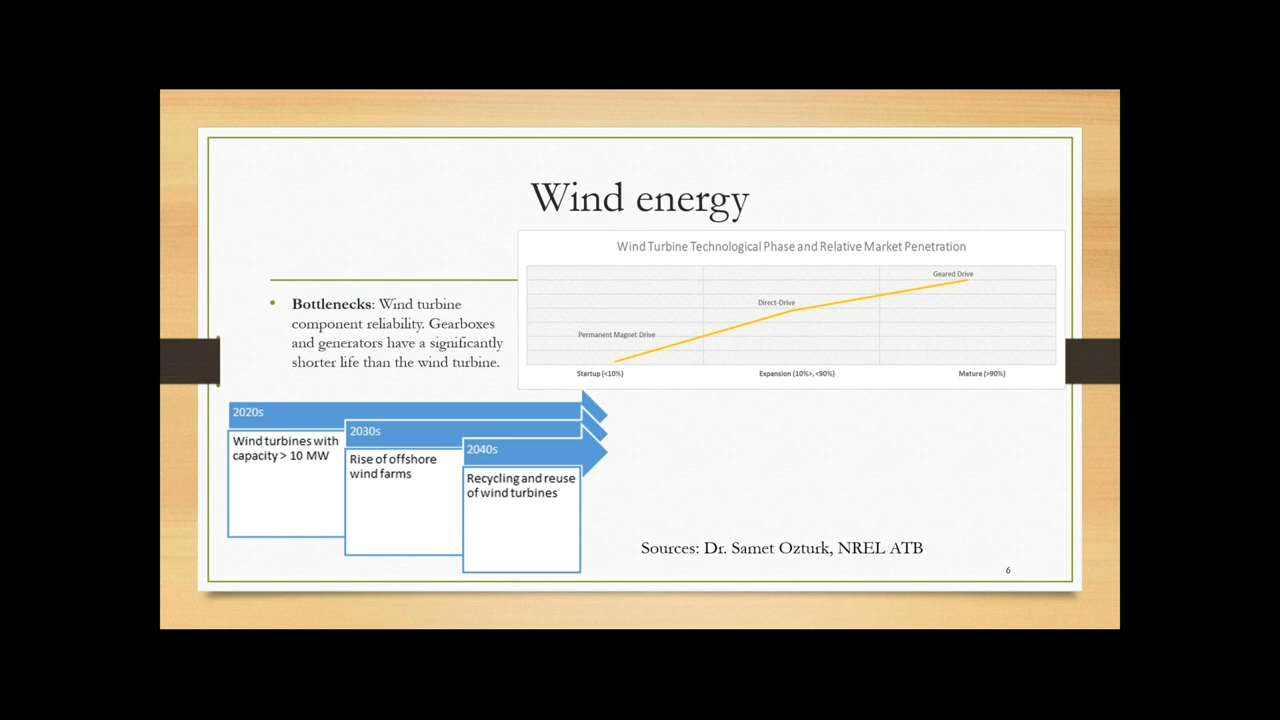 Wind energy
Wind Turbine Technological Phase and Relative Market Penetration
Geared Drive
Direct-Drive
Permanent Magnet Drive
Startup (<10%)
Expansion (10%>, <90%)
Mature (>90%)
• Bottlenecks: Wind turbine
component reliability. Gearboxes
and generators have a significantly
shorter life than the wind turbine.
2020s
Wind turbines with
capacity > 10 MW
2030s
Rise of offshore
wind farms
2040s
Recycling and reuse
of wind turbines
Sources: Dr. Samet Ozturk, NREL ATB
6